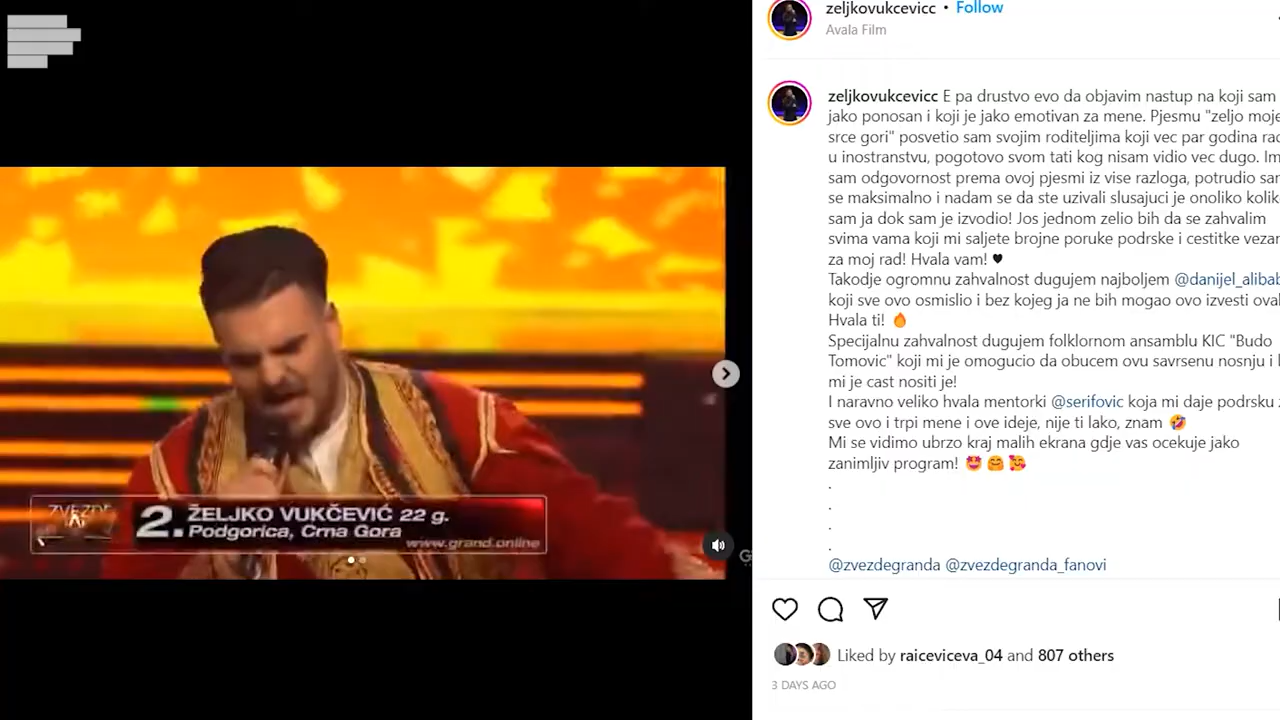 zeljkovukcevicc • Follow
Avala Film
zeljkovukcevicc E pa drustvo evo da objavim nastup na koji sam
jako ponosan i koji je jako emotivan za mene. Pjesmu "zeljo moje
srce gori" posvetio sam svojim roditeljima koji vec par godina rad
u inostranstvu, pogotovo svom tati kog nisam vidio vec dugo. Im
sam odgovornost prema ovoj pjesmi iz vise razloga, potrudio sam
se maksimalno i nadam se da ste uzivali slusajuci je onoliko kolik
sam ja dok sam je izvodio! Jos jednom zelio bih da se zahvalim
svima vama koji mi saljete brojne poruke podrske i cestitke vezan
za moj rad! Hvala vam! 🖤
Takodje ogromnu zahvalnost dugujem najboljem @danijel_alibab
koji sve ovo osmislio i bez kojeg ja ne bih mogao ovo izvesti oval
Hvala ti! 🔥
Specijalnu zahvalnost dugujem folklornom ansamblu KIC "Budo
Tomovic" koji mi je omogucio da obucem ovu savrsenu nosnju i
mi je cast nositi je!
I naravno veliko hvala mentorki @serifovic koja mi daje podrsku z
sve ovo i trpi mene i ove ideje, nije ti lako, znam 🤣
Mi se vidimo ubrzo kraj malih ekrana gdje vas ocekuje jako
zanimljiv program! 🤩 🤗 🥰
.
.
.
.
@zvezdegranda @zvezdegranda_fanovi
Liked by raiceviceva_04 and 807 others
3 DAYS AGO
ZVEZDE
2. ŽELJKO VUKČEVIĆ 22 g.
Podgorica, Crna Gora
www.grand.online